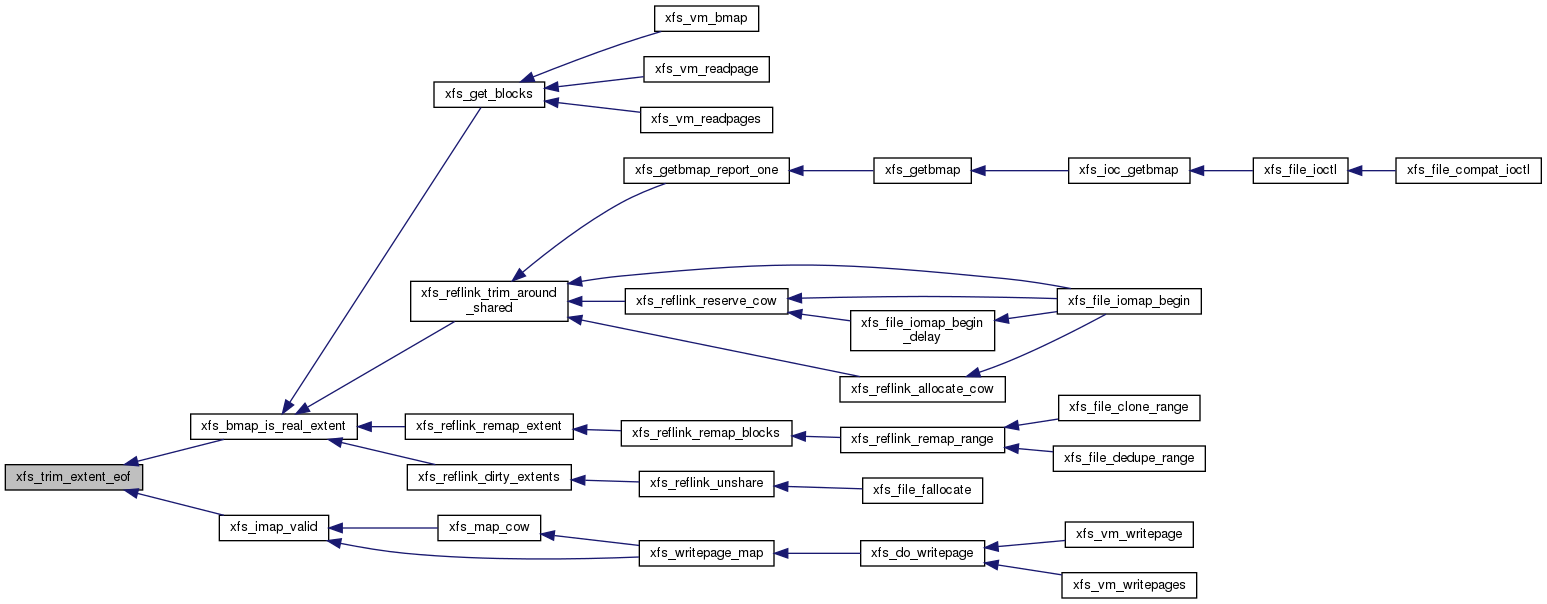 xfs_vm_bmap
xfs_vm_readpage
xfs_get_blocks
xfs_vm_readpages
xfs_getbmap_report_one
xfs_getbmap
xfs_ioc_getbmap
xfs_file_ioctl
xfs_file_compat_ioctl
xfs_reflink_trim_around
_shared
xfs_reflink_reserve_cow
xfs_file_iomap_begin
xfs_file_iomap_begin
_delay
xfs_reflink_allocate_cow
xfs_bmap_is_real_extent
xfs_reflink_remap_extent
xfs_reflink_remap_blocks
xfs_reflink_remap_range
xfs_file_clone_range
xfs_file_dedupe_range
xfs_trim_extent_eof
xfs_reflink_dirty_extents
xfs_reflink_unshare
xfs_file_fallocate
xfs_imap_valid
xfs_map_cow
xfs_writepage_map
xfs_do_writepage
xfs_vm_writepage
xfs_vm_writepages